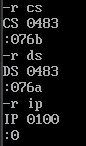 -r cs
CS 0483
:076b
-r ds
DS 0483
:076a
-r ip
IP 0100
:0